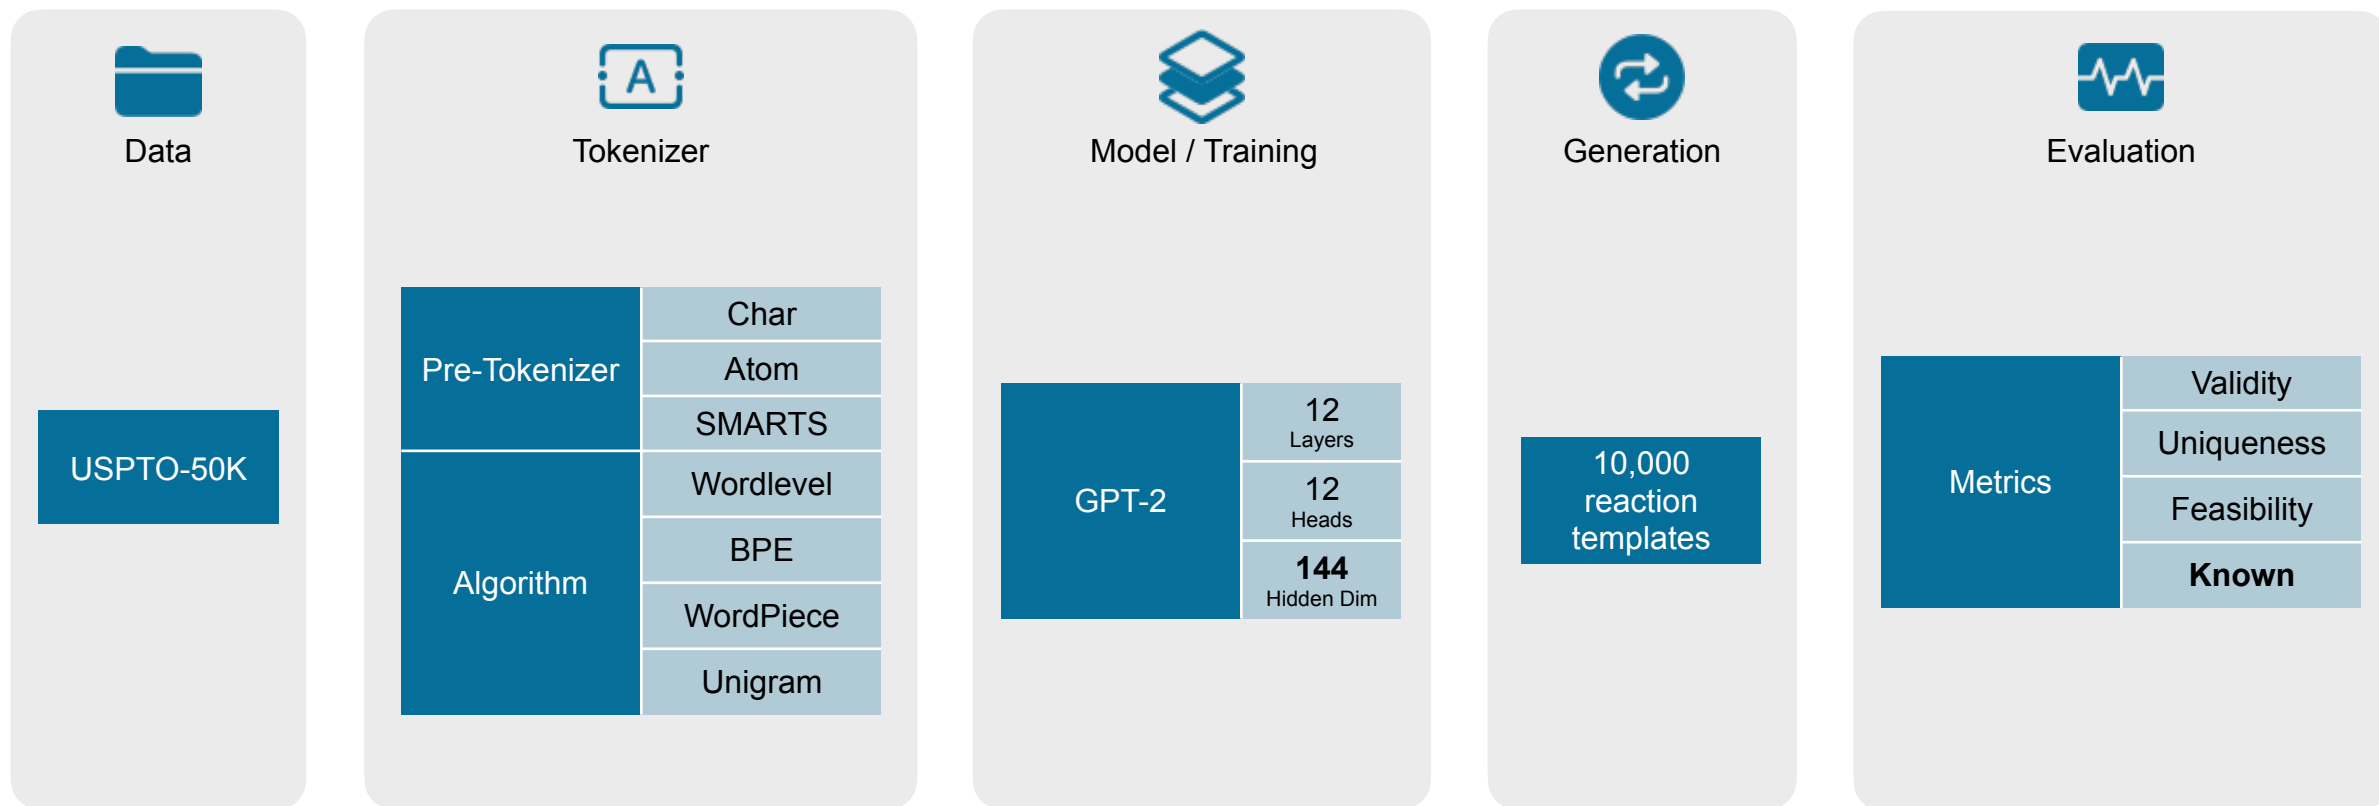 Data
USPTO-50K
A
Tokenizer
Pre-Tokenizer
Char
Atom
SMARTS
Algorithm
Wordlevel
BPE
WordPiece
Unigram
Model / Training
GPT-2
12
Layers
12
Heads
144
Hidden Dim
Generation
10,000
reaction
templates
Evaluation
Metrics
Validity
Uniqueness
Feasibility
Known